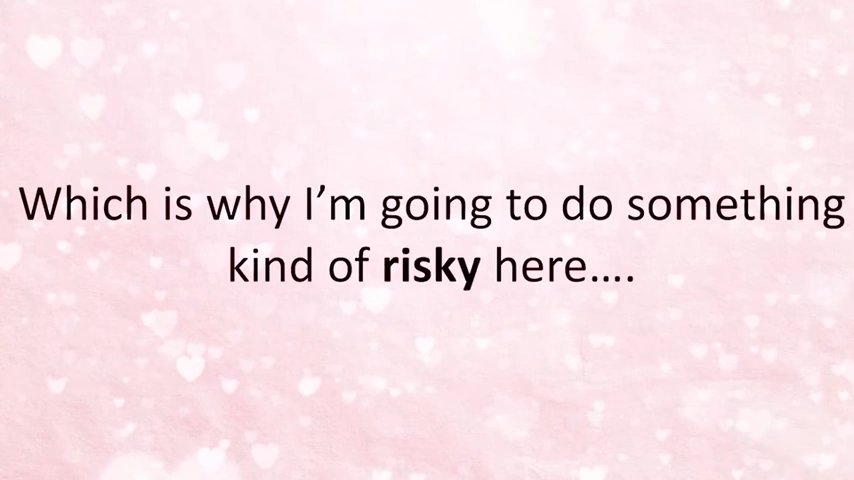 Which is why I’m going to do something
kind of risky here….